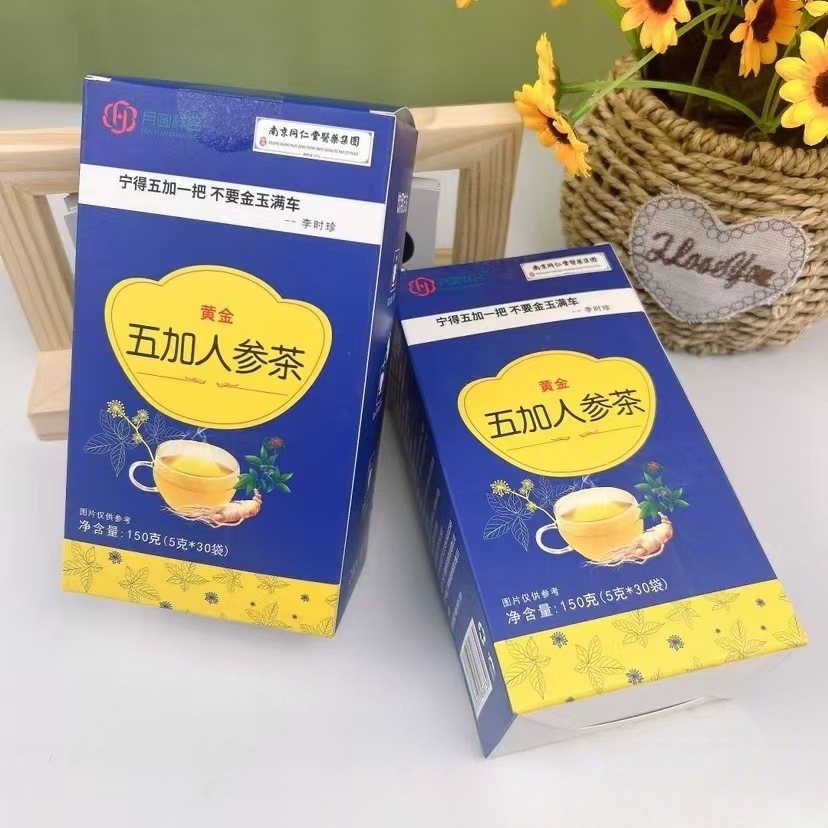 南京同仁堂醫藥集團
宁得五加一把 不要金玉满车
-- 李时珍
黄金
五加人参茶
图片仅供参考
净含量:150克(5克*30袋)
南京同仁堂醫藥集團
宁得五加一把 不要金玉满车
-- 李时珍
黄金
五加人参茶
图片仅供参考
净含量:150克(5克*30袋)
I Love You